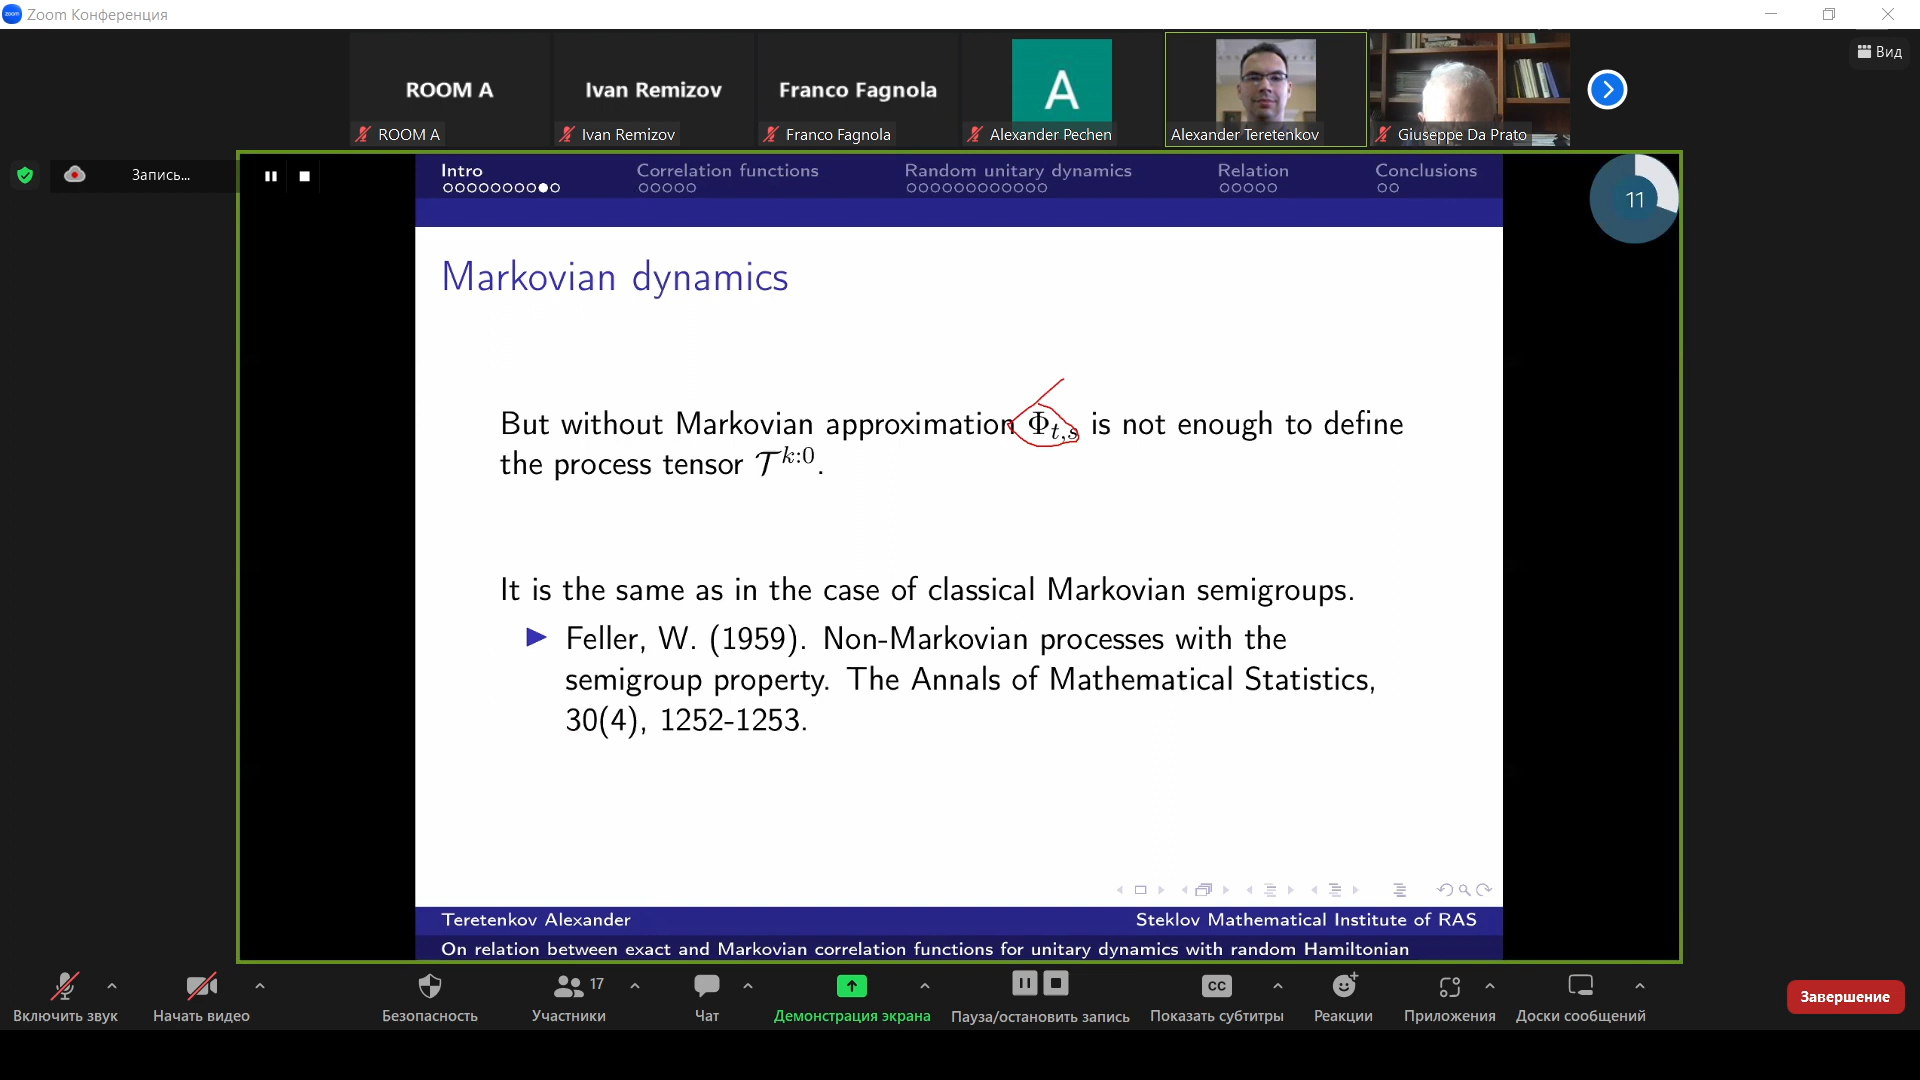 Zoom Конференция
ROOM A
Ivan Remizov
Franco Fagnola
A
ROOM A
Ivan Remizov
Franco Fagnola
Alexander Pechen
Alexander Teretenkov
Giuseppe Da Prato
Вид
Запись...
Intro
Correlation functions
Random unitary dynamics
Relation
Conclusions
11
Markovian dynamics
But without Markovian approximation Φ_{t,s} is not enough to define
the process tensor 𝒯^{k:0}.
It is the same as in the case of classical Markovian semigroups.
Feller, W. (1959). Non-Markovian processes with the
semigroup property. The Annals of Mathematical Statistics,
30(4), 1252-1253.
Teretenkov Alexander
Steklov Mathematical Institute of RAS
On relation between exact and Markovian correlation functions for unitary dynamics with random Hamiltonian
17
CC
Включить звук
Начать видео
Безопасность
Участники
Чат
Демонстрация экрана
Пауза/остановить запись
Показать субтитры
Реакции
Приложения
Доски сообщений
Завершение